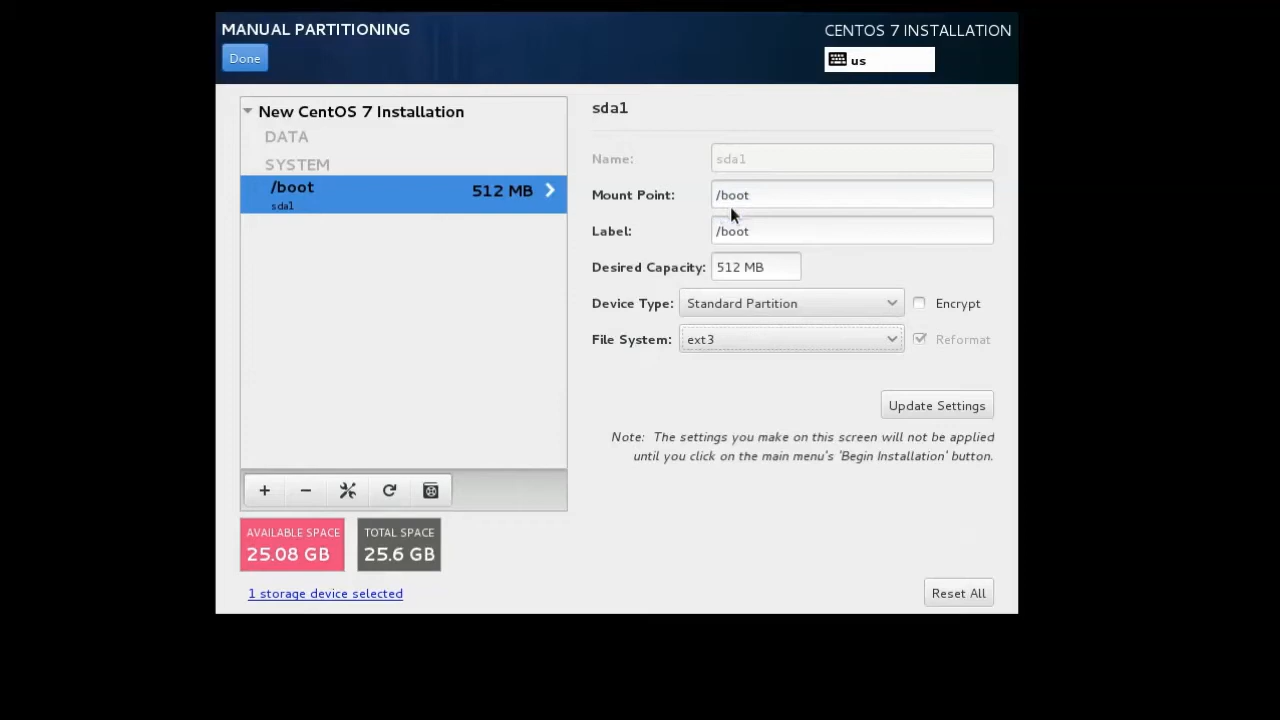 MANUAL PARTITIONING
CENTOS 7 INSTALLATION
Done
us
New CentOS 7 Installation
DATA
SYSTEM
/boot 512 MB
sda1
sda1
Name: sda1
Mount Point: /boot
Label: /boot
Desired Capacity: 512 MB
Device Type: Standard Partition Encrypt
File System: ext3 Reformat
Update Settings
Note: The settings you make on this screen will not be applied
until you click on the main menu's 'Begin Installation' button.
+ −
AVAILABLE SPACE
25.08 GB
TOTAL SPACE
25.6 GB
1 storage device selected
Reset All